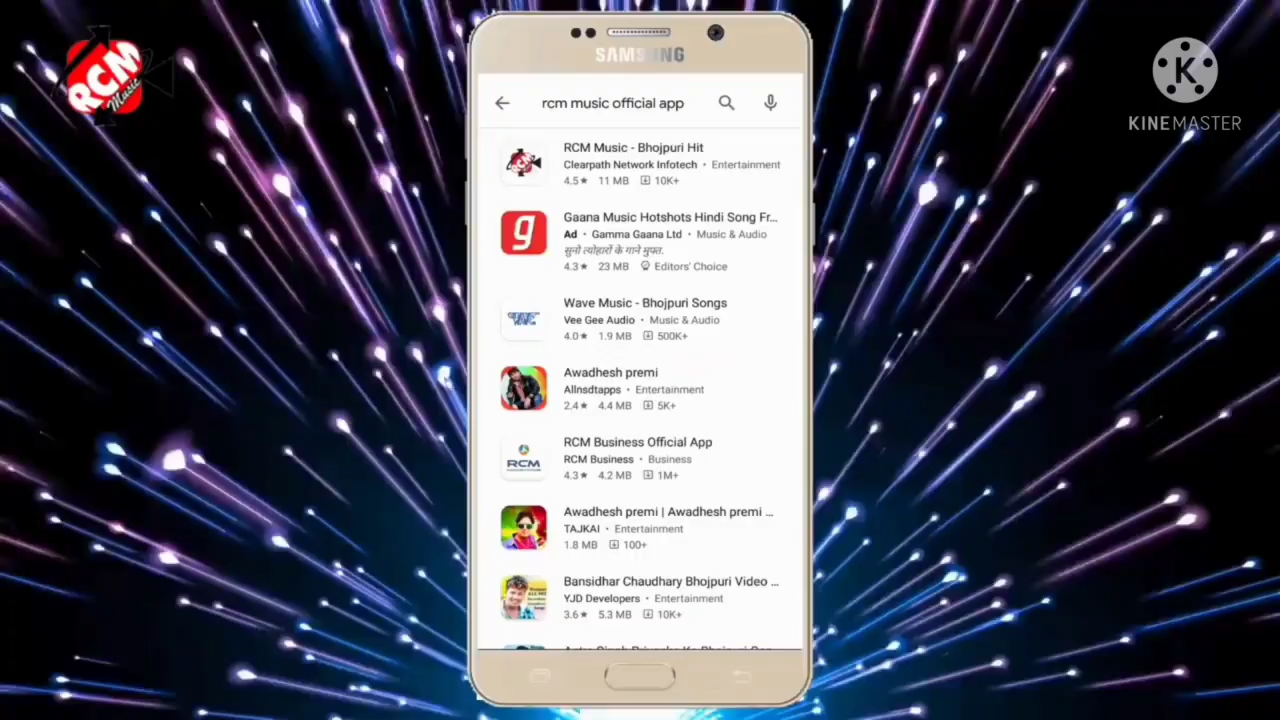 RCM
Music
SAMSUNG
K
KINEMASTER
rcm music official app
RCM Music - Bhojpuri Hit
Clearpath Network Infotech • Entertainment
4.5★ 11 MB 10K+
g
Gaana Music Hotshots Hindi Song Fr...
Ad • Gamma Gaana Ltd • Music & Audio
सुनो त्योहारों के गाने मुफ्त.
4.3★ 23 MB Editors' Choice
Wave Music - Bhojpuri Songs
Vee Gee Audio • Music & Audio
4.0★ 1.9 MB 500K+
Awadhesh premi
Allnsdtapps • Entertainment
2.4★ 4.4 MB 5K+
RCM Business Official App
RCM
RCM Business • Business
4.3★ 4.2 MB 1M+
Awadhesh premi | Awadhesh premi ...
TAJKAI • Entertainment
1.8 MB 100+
Bansidhar Chaudhary Bhojpuri Video ...
YJD Developers • Entertainment
3.6★ 5.3 MB 10K+